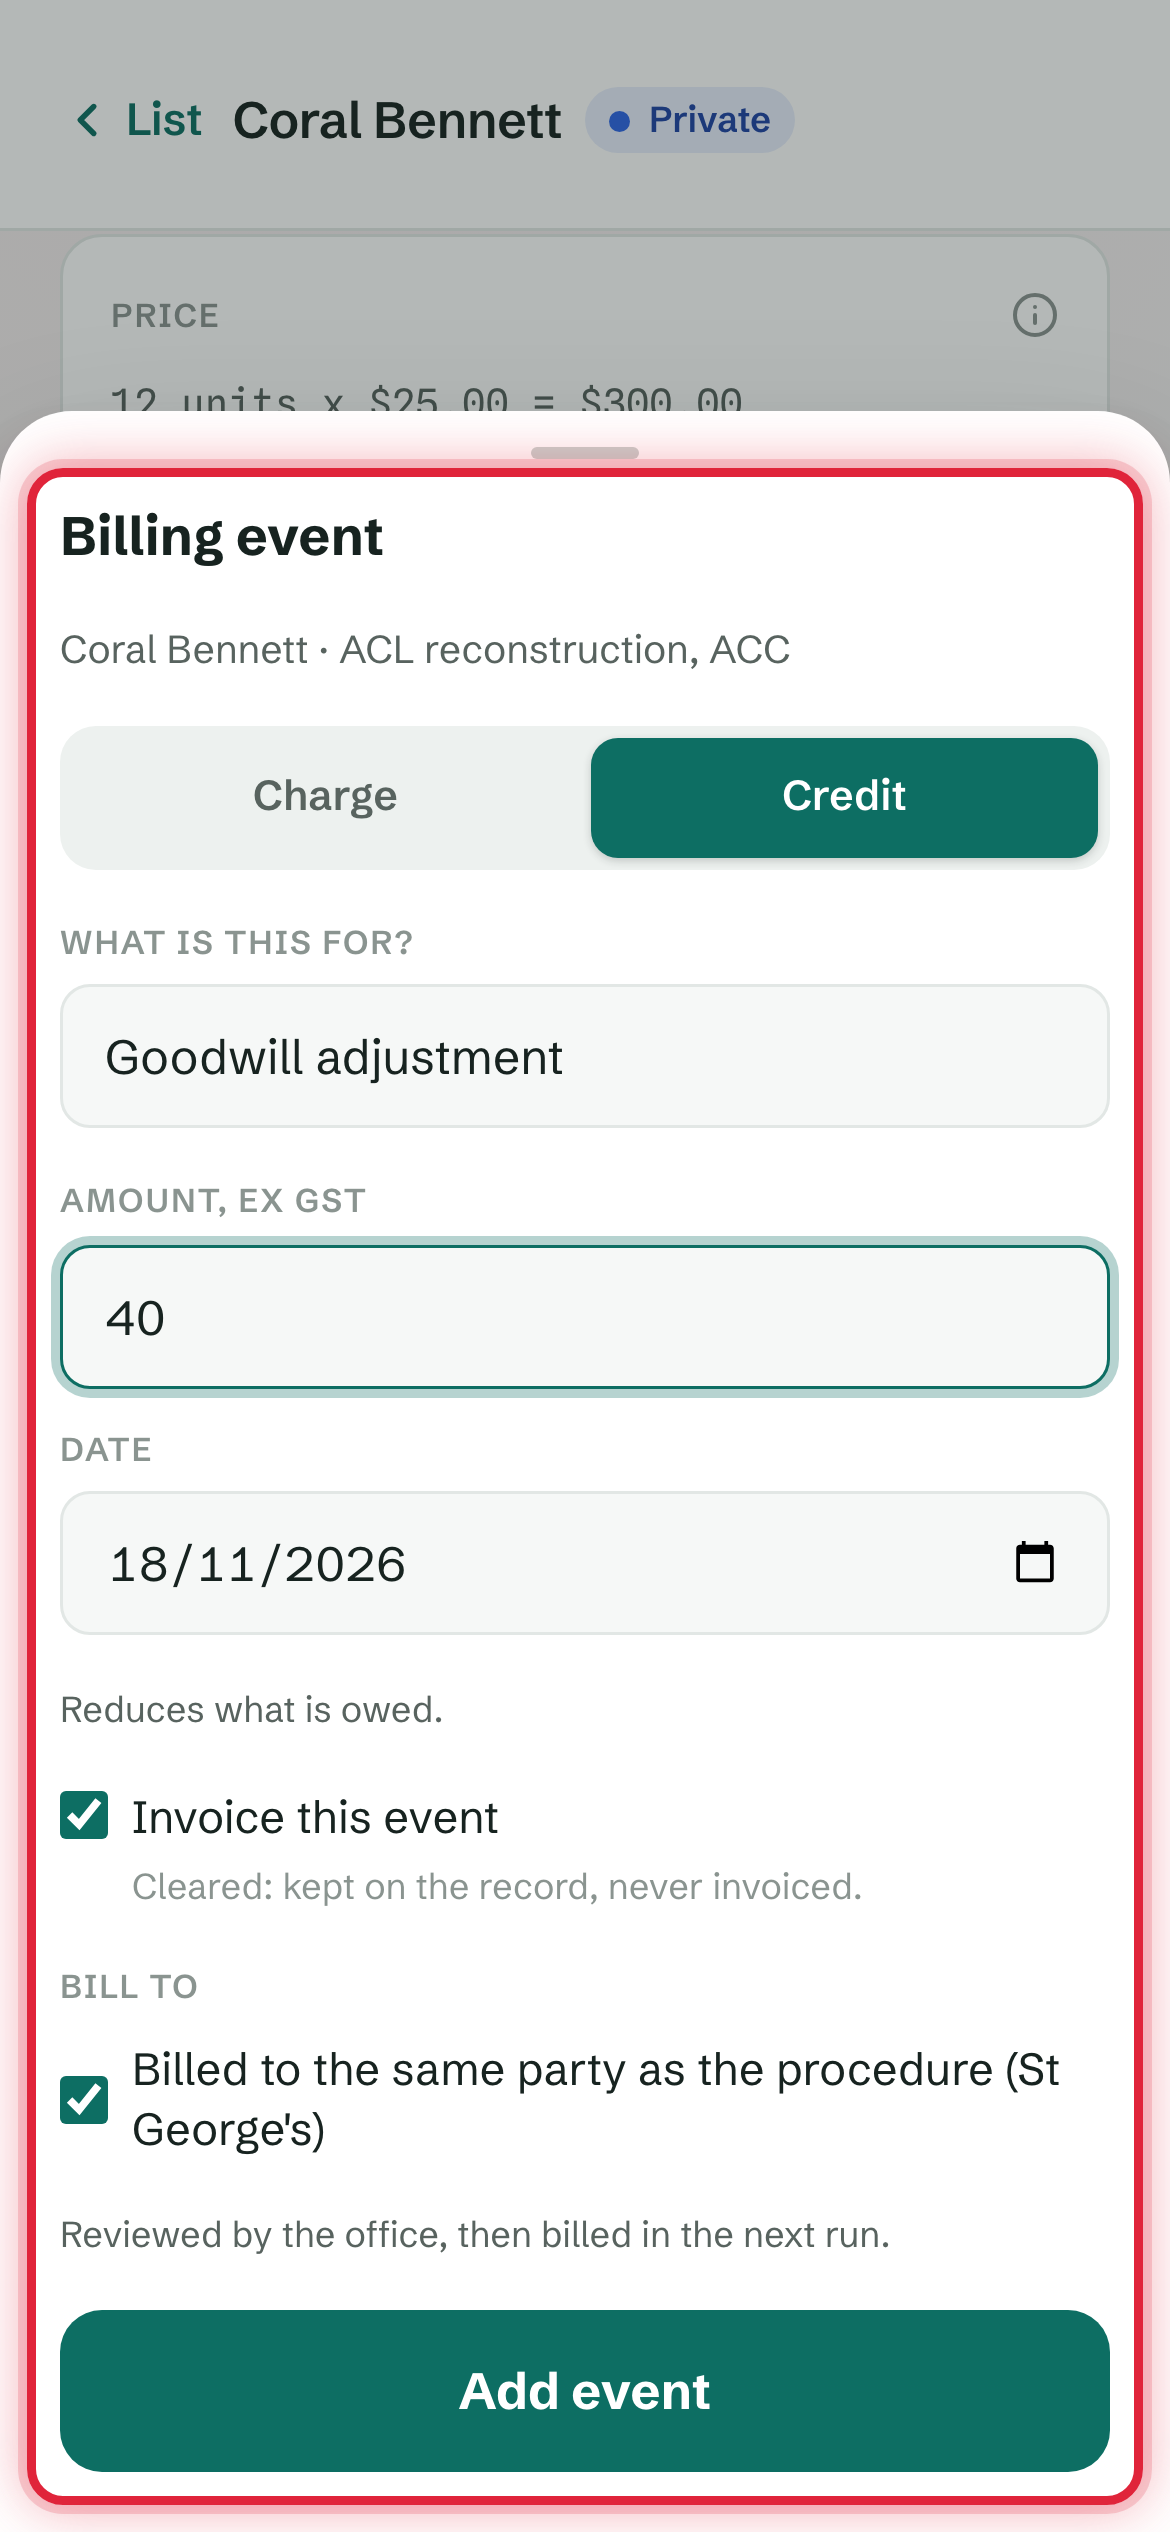 List Coral Bennett Private
PRICE
12 units x $25.00 = $300.00
Billing event
Coral Bennett · ACL reconstruction, ACC
Charge Credit
WHAT IS THIS FOR?
Goodwill adjustment
AMOUNT, EX GST
40
DATE
18/11/2026
Reduces what is owed.
Invoice this event
Cleared: kept on the record, never invoiced.
BILL TO
Billed to the same party as the procedure (St
George's)
Reviewed by the office, then billed in the next run.
Add event